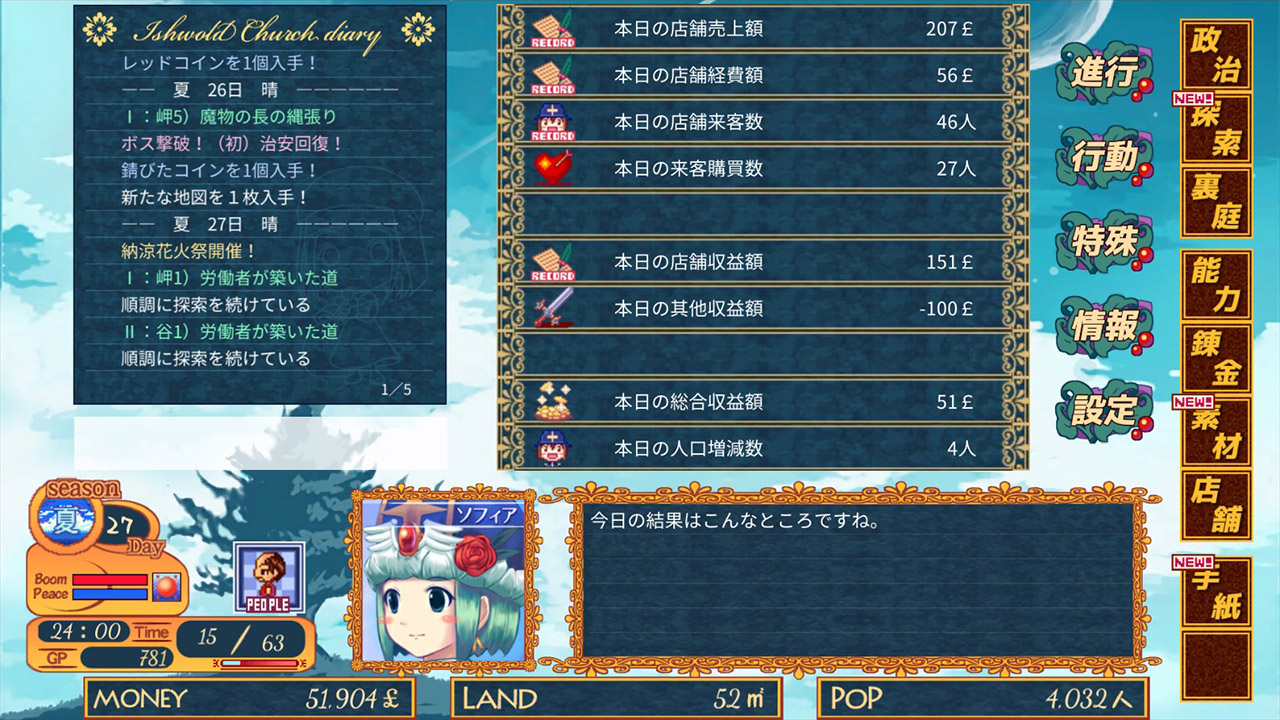 Ishwold Church diary
レッドコインを1個入手！
―― 夏 26日 晴 ――――――
Ⅰ：岬5）魔物の長の縄張り
ボス撃破！（初）治安回復！
錆びたコインを1個入手！
新たな地図を１枚入手！
―― 夏 27日 晴 ――――――
納涼花火祭開催！
Ⅰ：岬1）労働者が築いた道
順調に探索を続けている
Ⅱ：谷1）労働者が築いた道
順調に探索を続けている
1／5
RECORD 本日の店舗売上額 207￡
RECORD 本日の店舗経費額 56￡
RECORD 本日の店舗来客数 46人
本日の来客購買数 27人
RECORD 本日の店舗収益額 151￡
本日の其他収益額 -100￡
本日の総合収益額 51￡
本日の人口増減数 4人
進行
行動
特殊
情報
設定
政治
NEW!
探索
裏庭
能力
錬金
NEW!
素材
店舗
NEW!
手紙
season
夏 27
Day
Boom
Peace
24:00 Time
15 / 63
GP 781
PEOPLE
ソフィア
今日の結果はこんなところですね。
MONEY 51.904￡
LAND 52㎡
POP 4.032人